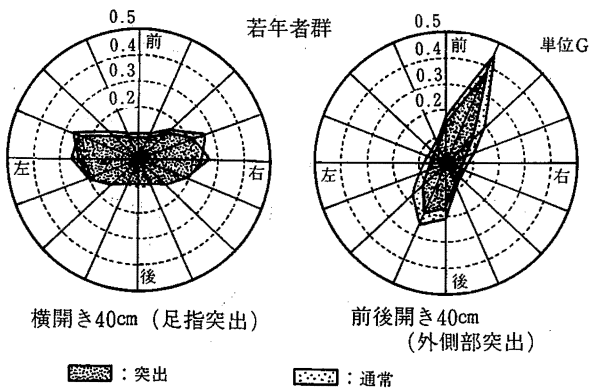 若年者群
単位G
0.5
0.4
0.3
0.2
前
左
右
後
横開き40cm (足指突出)
0.5
0.4
0.3
0.2
前
左
右
後
前後開き40cm
(外側部突出)
：突出
：通常